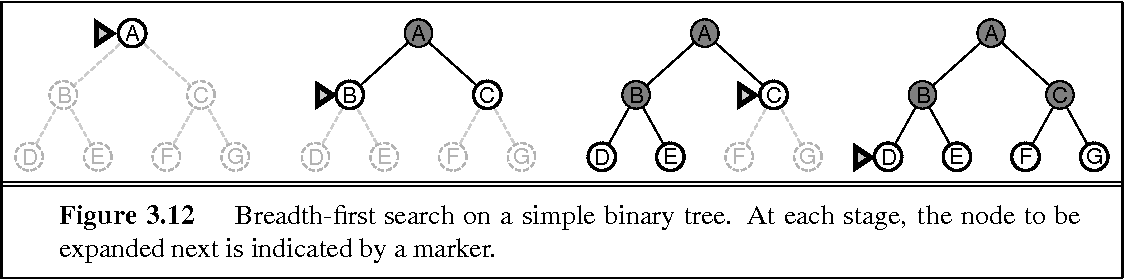 A A A A
B C B C B C B C
D E F G D E F G D E F G D E F G
Figure 3.12 Breadth-first search on a simple binary tree. At each stage, the node to be
expanded next is indicated by a marker.